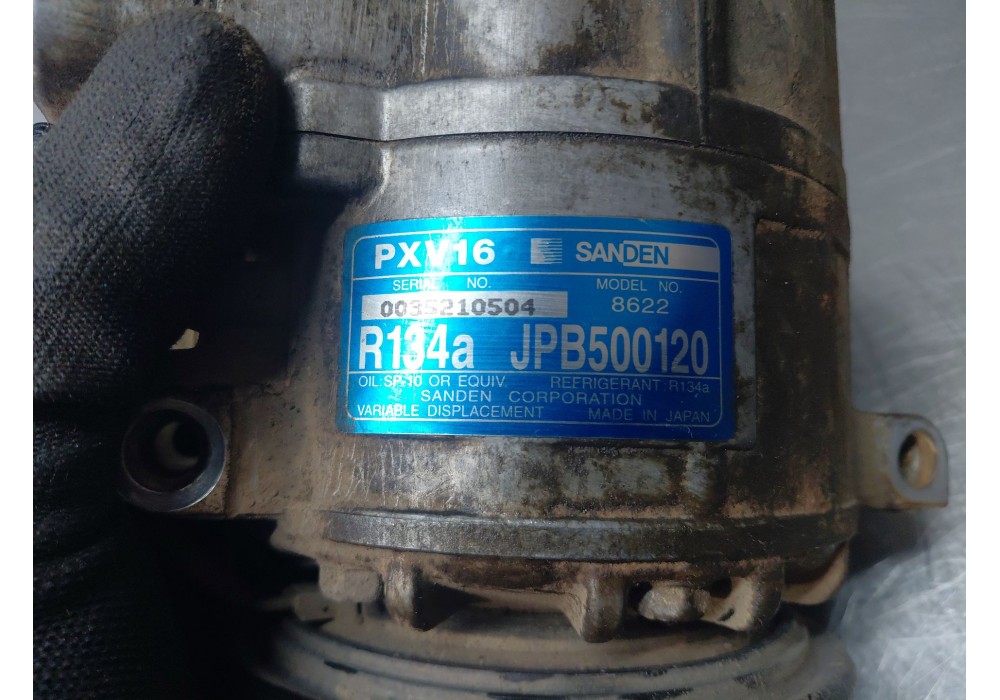 PXV16 SANDEN
SERIAL NO. MODEL NO.
0035210504 8622
R134a JPB500120
OIL:SP-10 OR EQUIV. REFRIGERANT R134a
SANDEN CORPORATION
VARIABLE DISPLACEMENT MADE IN JAPAN